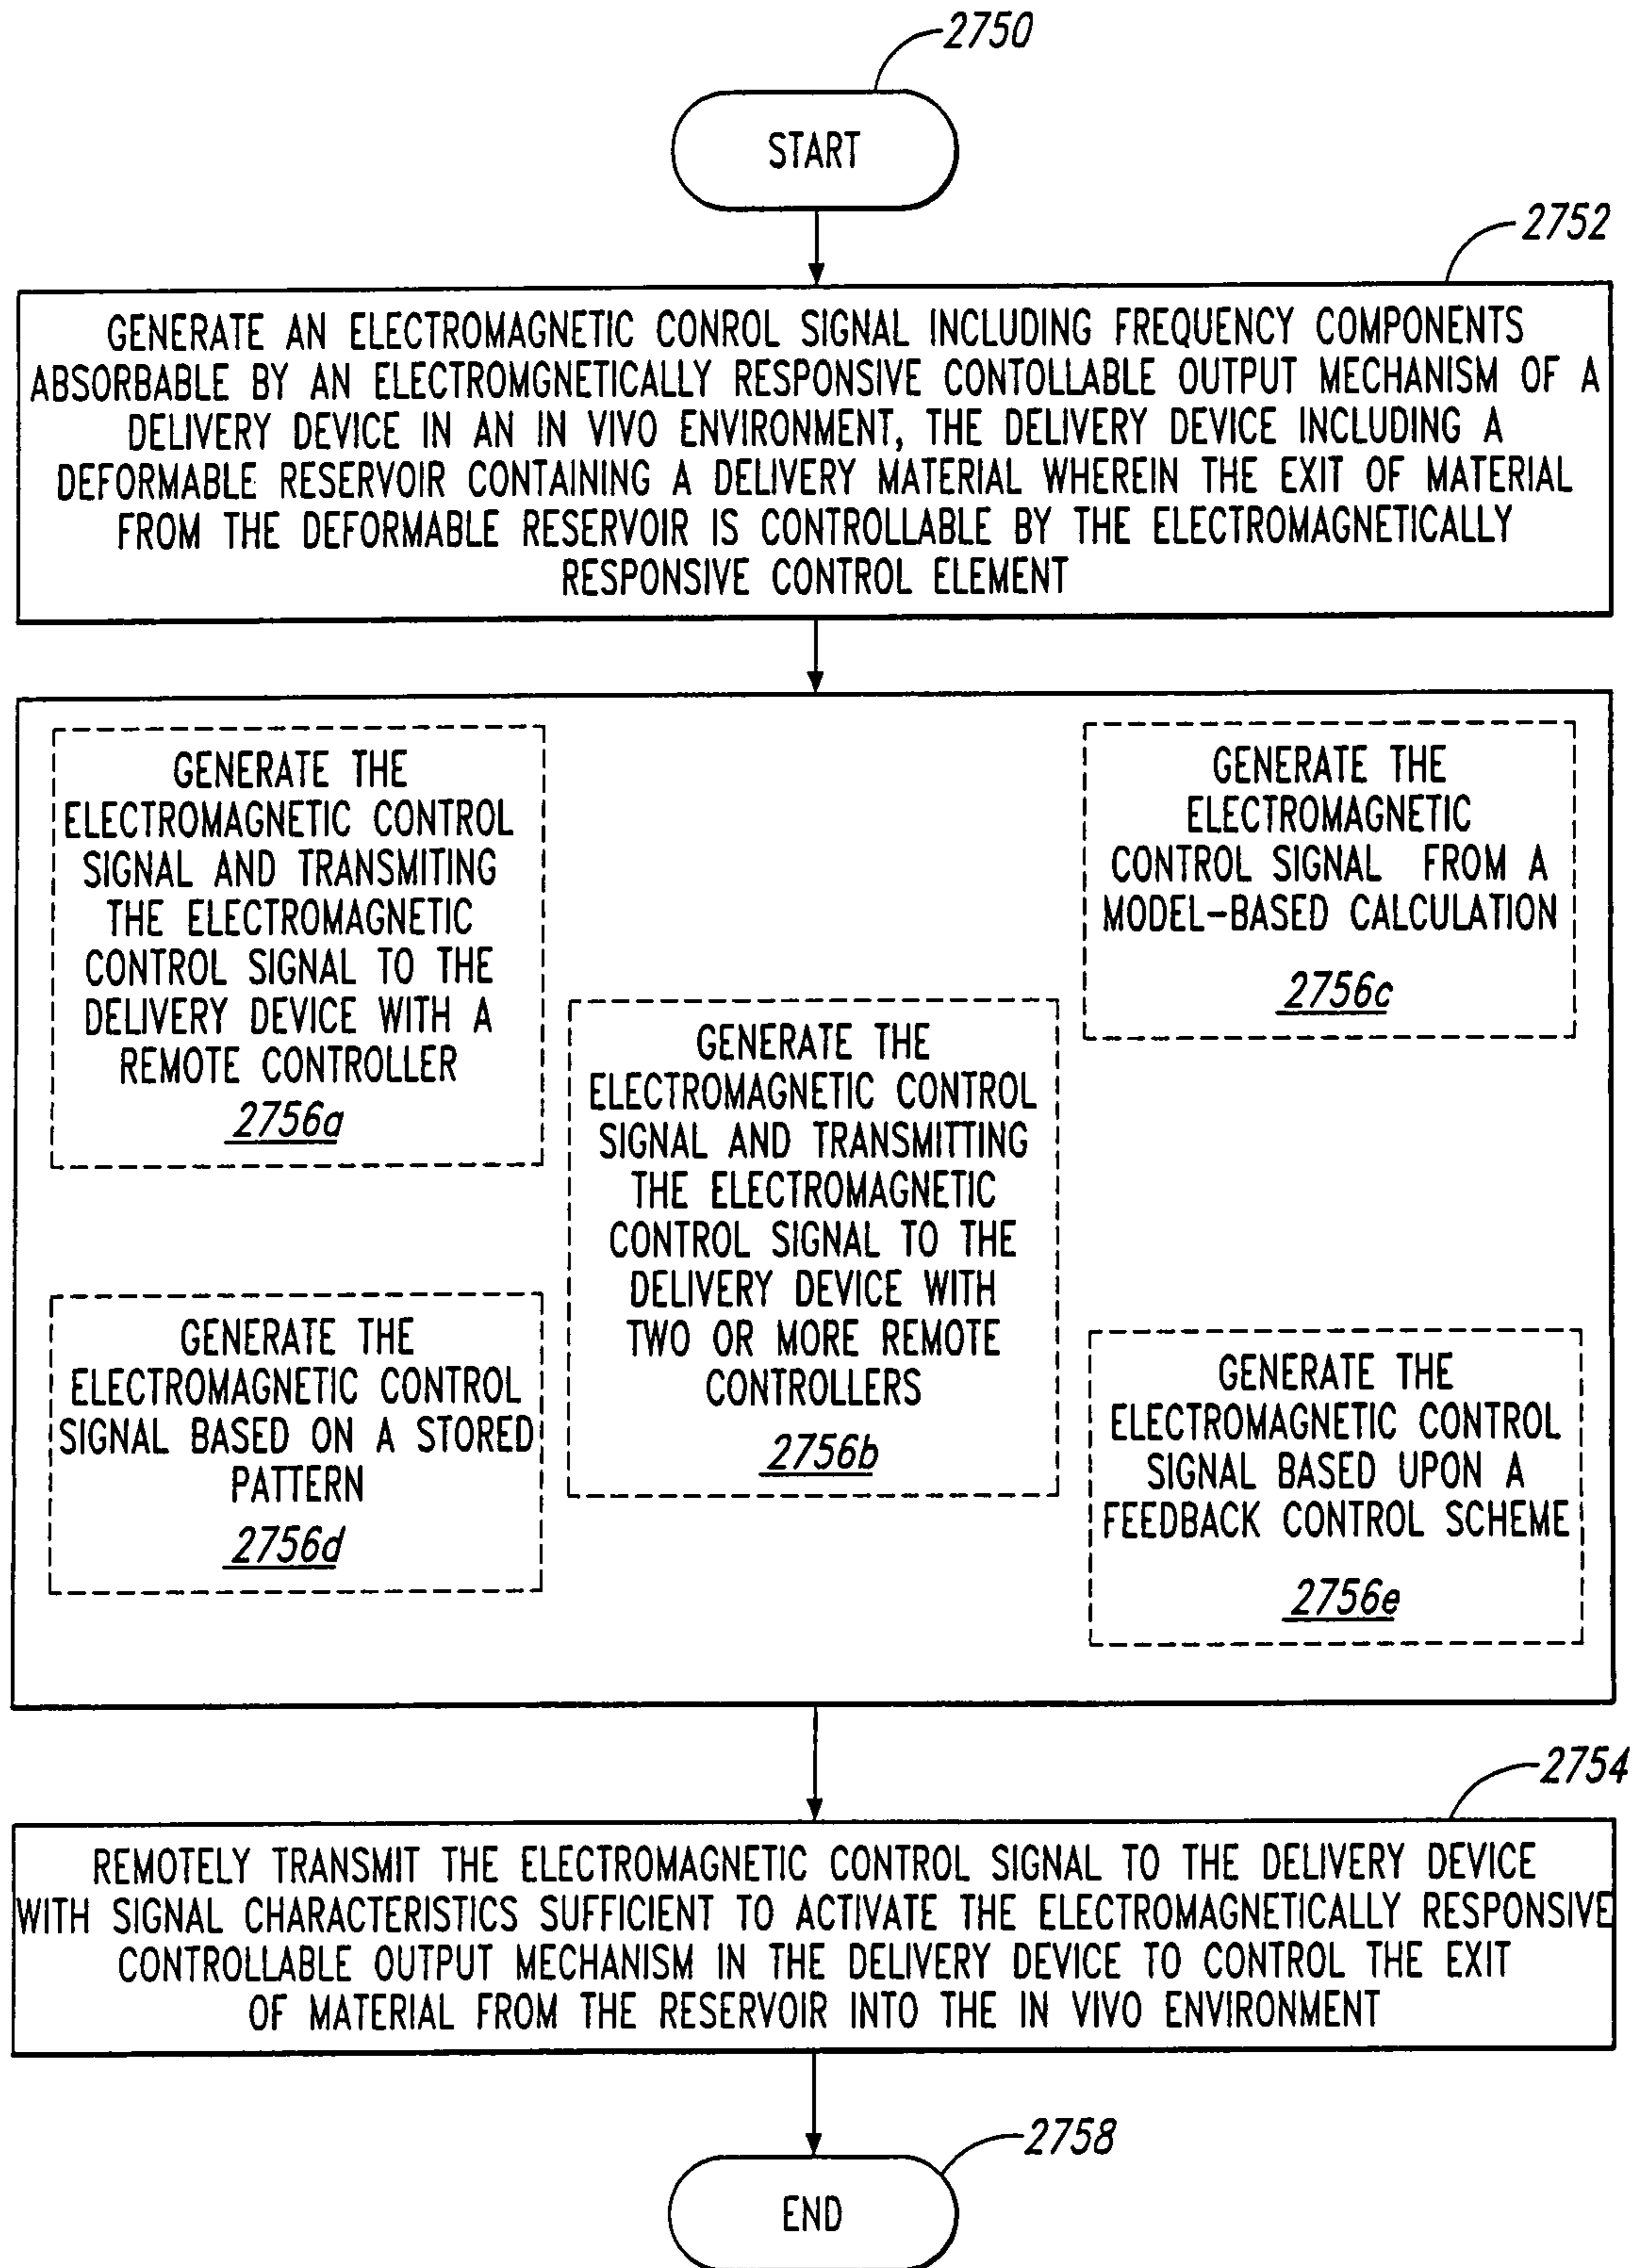 2750
START
2752
GENERATE AN ELECTROMAGNETIC CONROL SIGNAL INCLUDING FREQUENCY COMPONENTS
ABSORBABLE BY AN ELECTROMGNETICALLY RESPONSIVE CONTOLLABLE OUTPUT MECHANISM OF A
DELIVERY DEVICE IN AN IN VIVO ENVIRONMENT, THE DELIVERY DEVICE INCLUDING A
DEFORMABLE RESERVOIR CONTAINING A DELIVERY MATERIAL WHEREIN THE EXIT OF MATERIAL
FROM THE DEFORMABLE RESERVOIR IS CONTROLLABLE BY THE ELECTROMAGNETICALLY
RESPONSIVE CONTROL ELEMENT
GENERATE THE
ELECTROMAGNETIC CONTROL
SIGNAL AND TRANSMITING
THE ELECTROMAGNETIC
CONTROL SIGNAL TO THE
DELIVERY DEVICE WITH A
REMOTE CONTROLLER
2756a
GENERATE THE
ELECTROMAGNETIC CONTROL
SIGNAL AND TRANSMITTING
THE ELECTROMAGNETIC
CONTROL SIGNAL TO THE
DELIVERY DEVICE WITH
TWO OR MORE REMOTE
CONTROLLERS
2756b
GENERATE THE
ELECTROMAGNETIC
CONTROL SIGNAL FROM A
MODEL-BASED CALCULATION
2756c
GENERATE THE
ELECTROMAGNETIC CONTROL
SIGNAL BASED ON A STORED
PATTERN
2756d
GENERATE THE
ELECTROMAGNETIC CONTROL
SIGNAL BASED UPON A
FEEDBACK CONTROL SCHEME
2756e
2754
REMOTELY TRANSMIT THE ELECTROMAGNETIC CONTROL SIGNAL TO THE DELIVERY DEVICE
WITH SIGNAL CHARACTERISTICS SUFFICIENT TO ACTIVATE THE ELECTROMAGNETICALLY RESPONSIVE
CONTROLLABLE OUTPUT MECHANISM IN THE DELIVERY DEVICE TO CONTROL THE EXIT
OF MATERIAL FROM THE RESERVOIR INTO THE IN VIVO ENVIRONMENT
2758
END